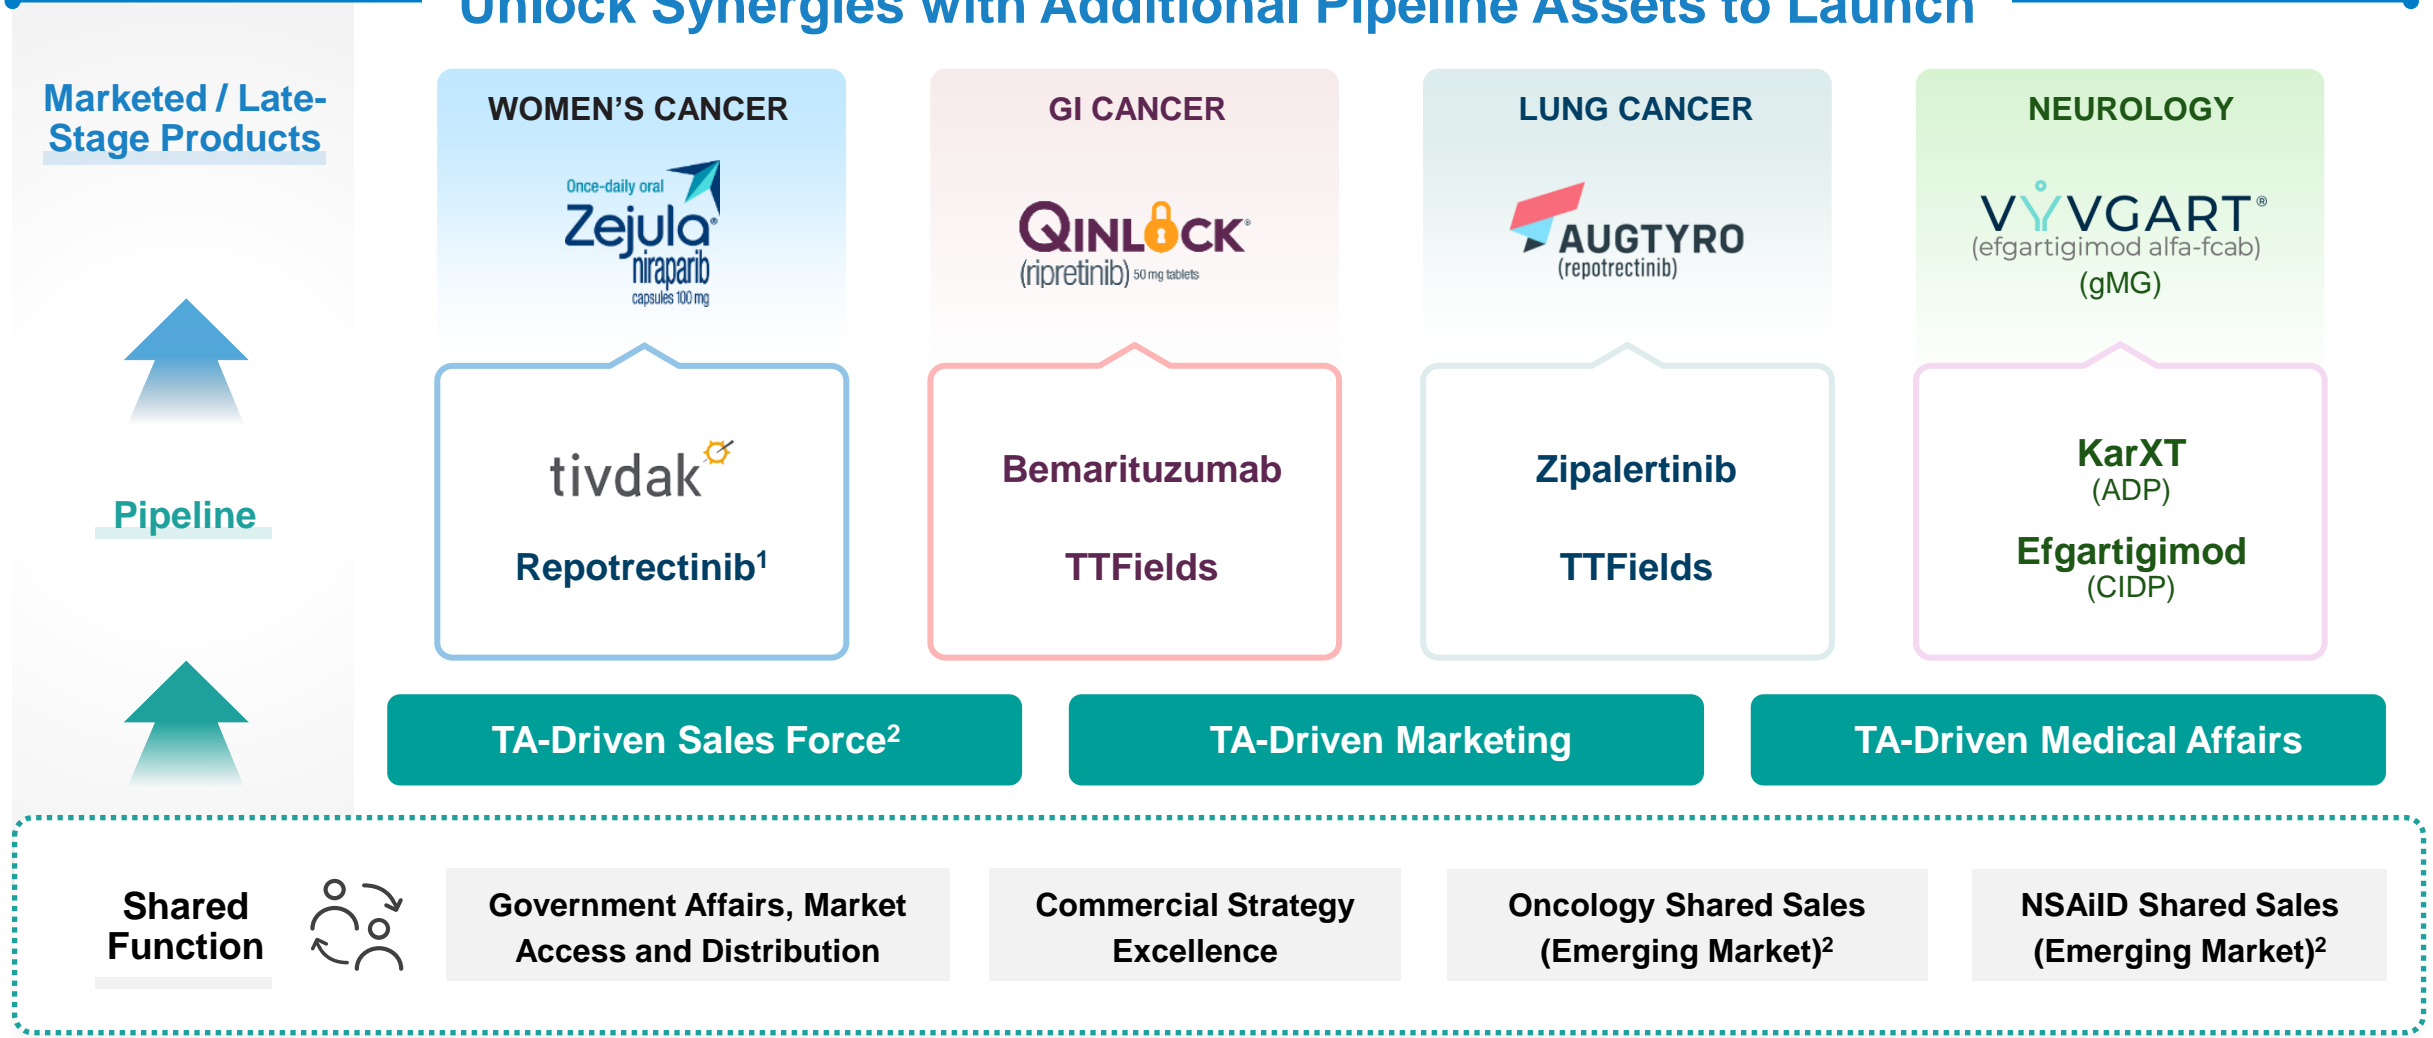 Unlock Synergies with Additional Pipeline Assets to Launch
Marketed / Late-
Stage Products
Pipeline
WOMEN'S CANCER
Once-daily oral
Zejula®
niraparib
capsules 100 mg
tivdak
Repotrectinib¹
GI CANCER
QINLOCK®
(ripretinib) 50 mg tablets
Bemarituzumab
TTFields
LUNG CANCER
AUGTYRO
(repotrectinib)
Zipalertinib
TTFields
NEUROLOGY
VYVGART®
(efgartigimod alfa-fcab)
(gMG)
KarXT
(ADP)
Efgartigimod
(CIDP)
TA-Driven Sales Force²
TA-Driven Marketing
TA-Driven Medical Affairs
Shared
Function
Government Affairs, Market
Access and Distribution
Commercial Strategy
Excellence
Oncology Shared Sales
(Emerging Market)²
NSAiID Shared Sales
(Emerging Market)²